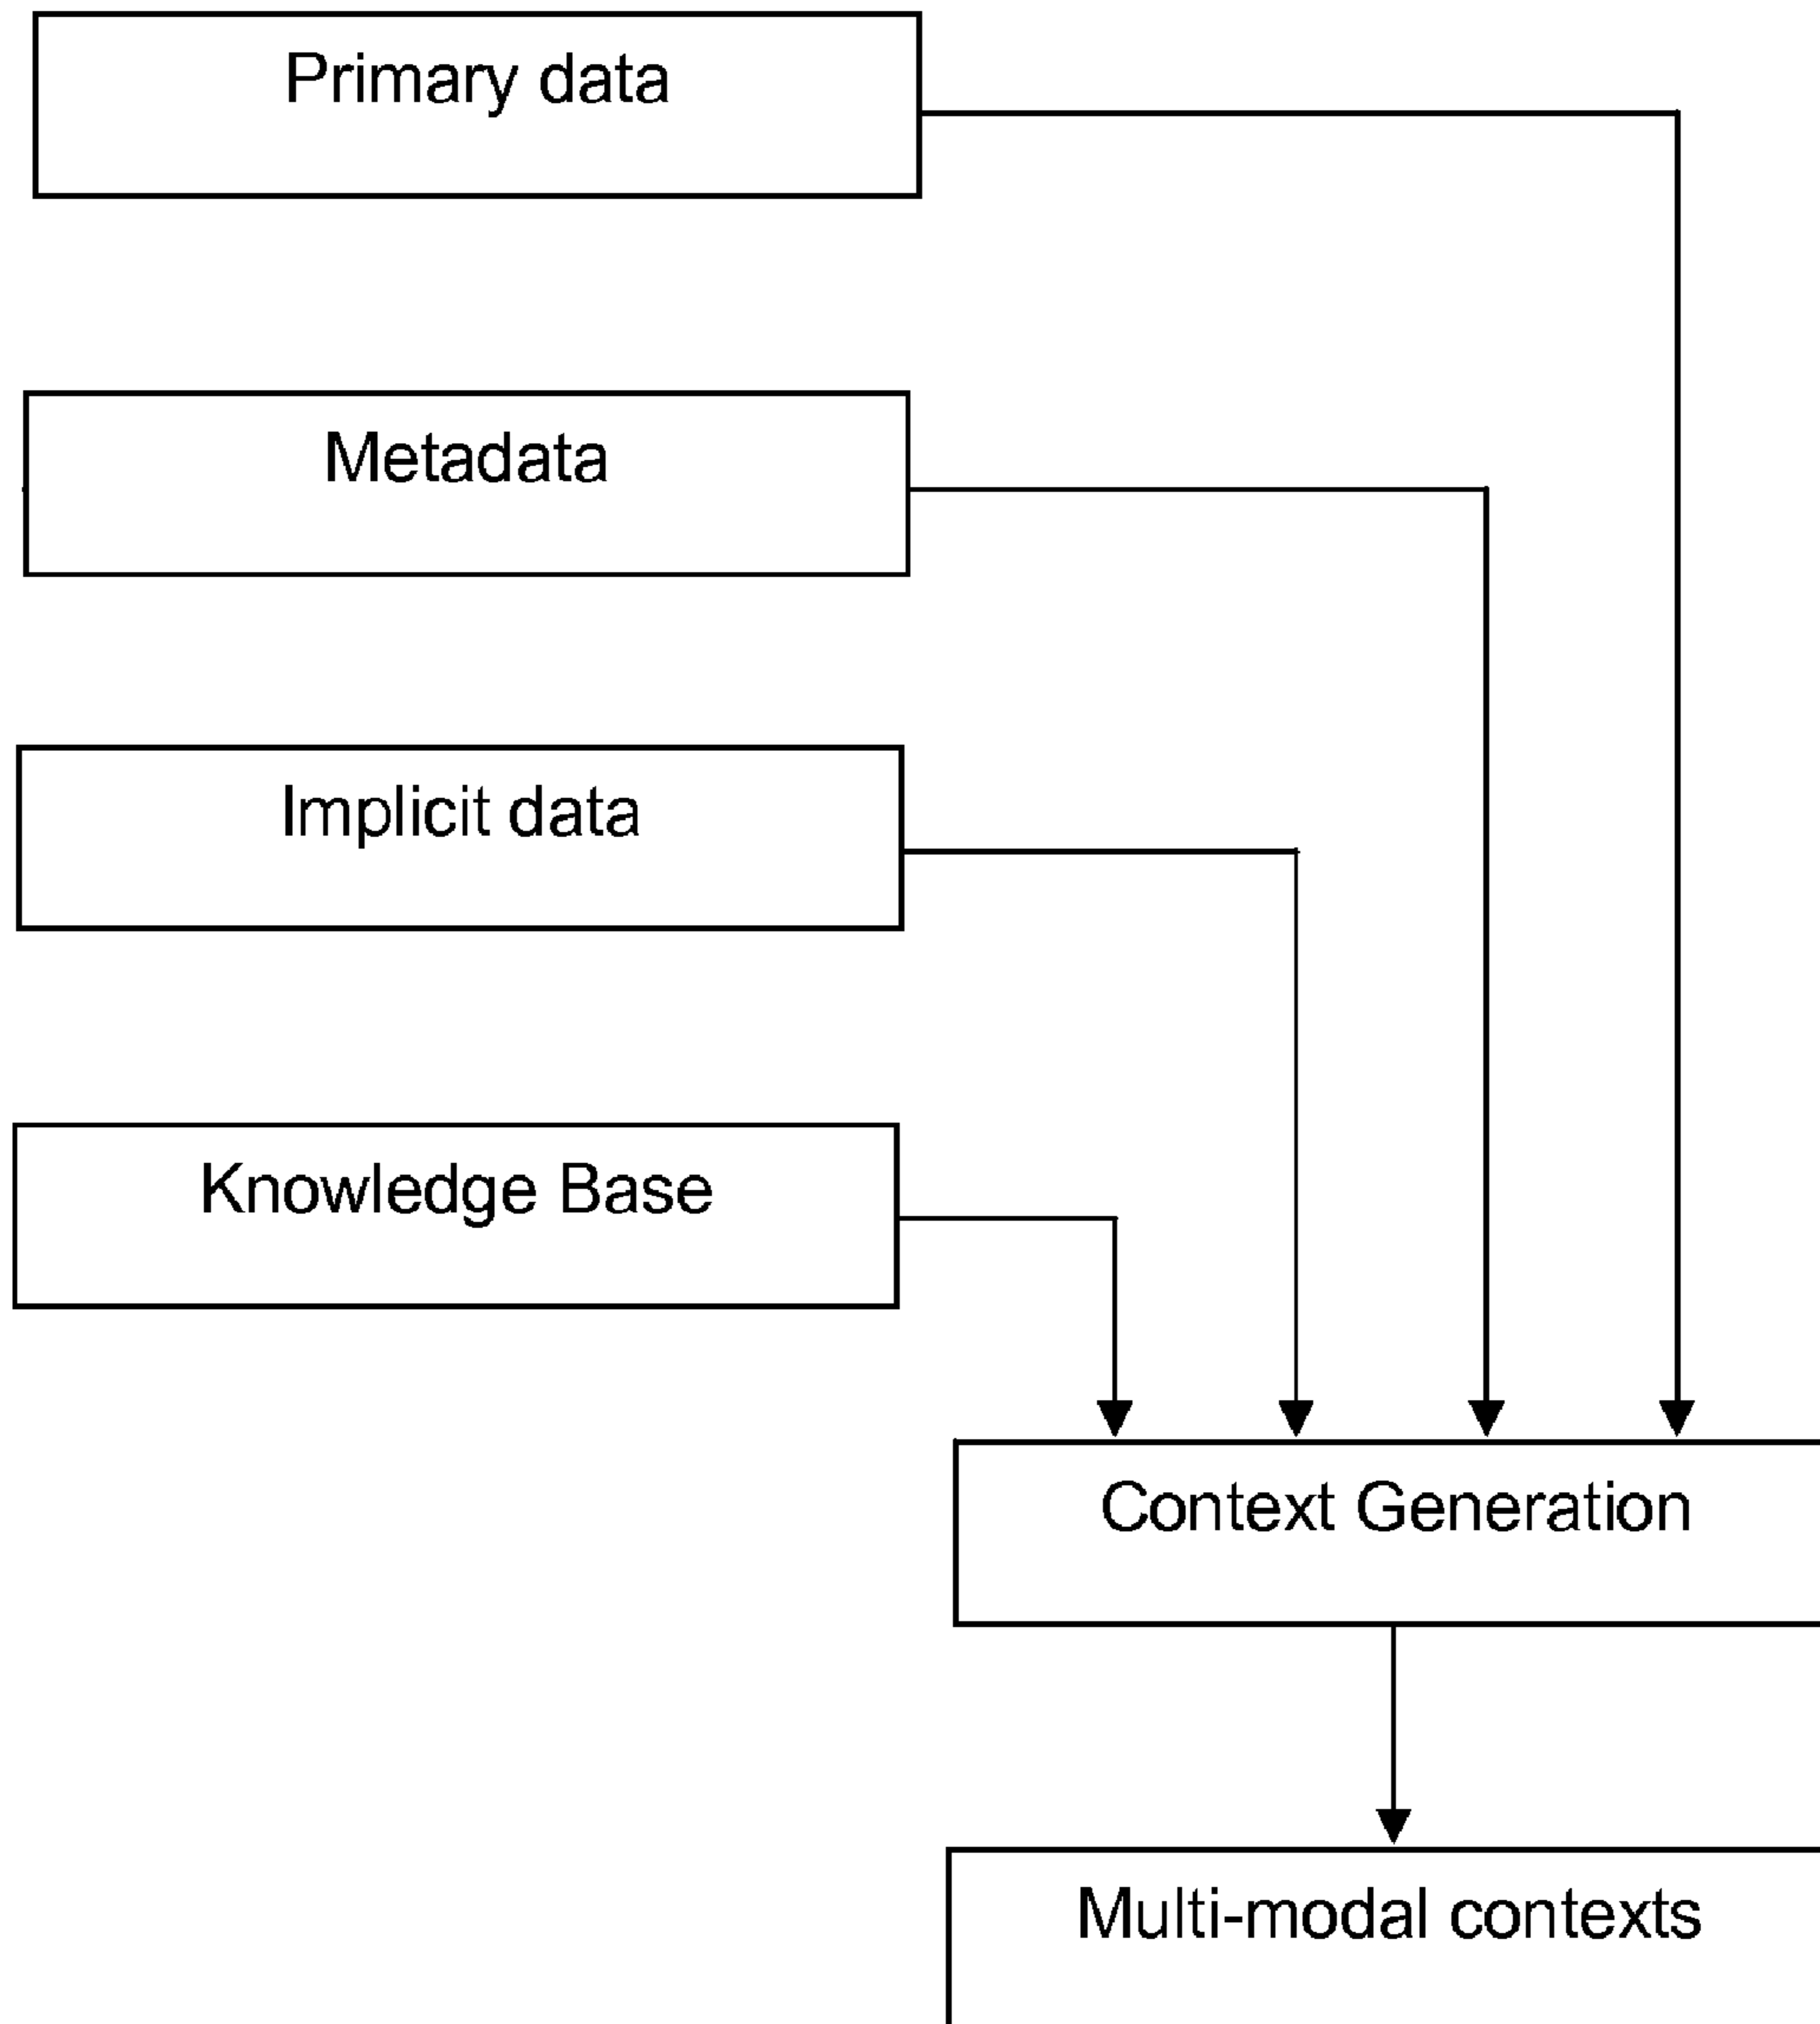 Primary data
Metadata
Implicit data
Knowledge Base
Context Generation
Multi-modal contexts